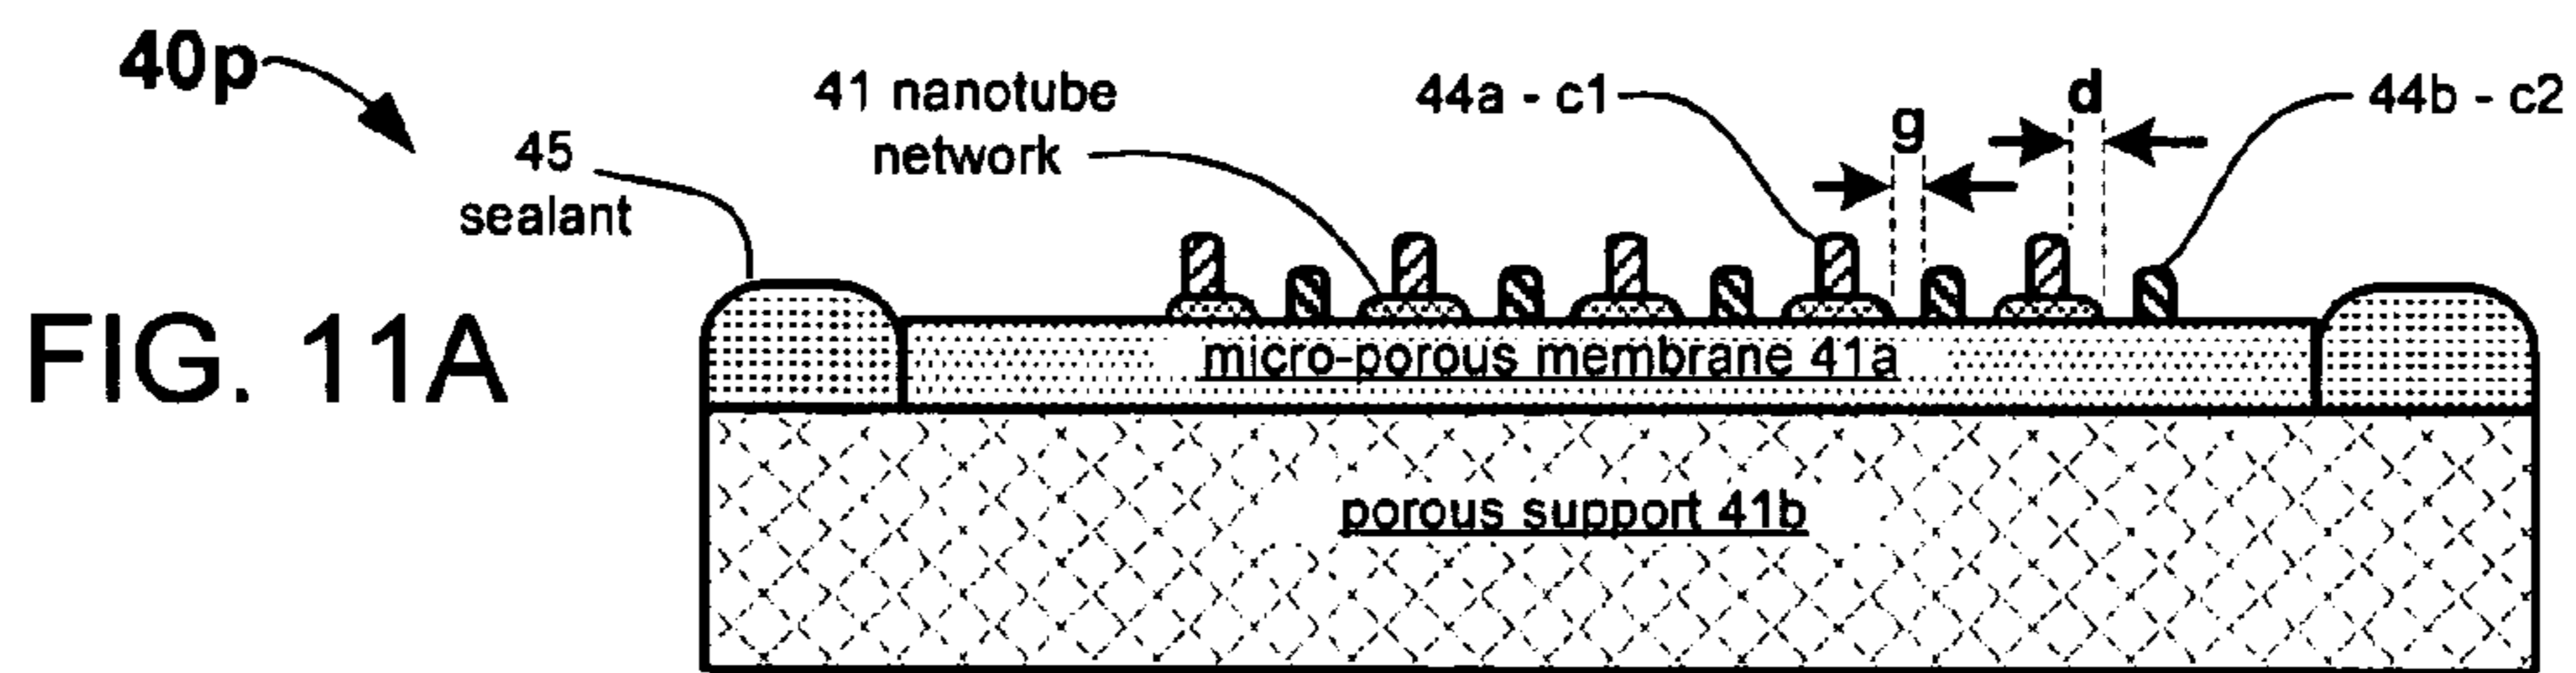 40p
45
sealant
41 nanotube
network
44a - c1
g
d
44b - c2
FIG. 11A
micro-porous membrane 41a
porous support 41b